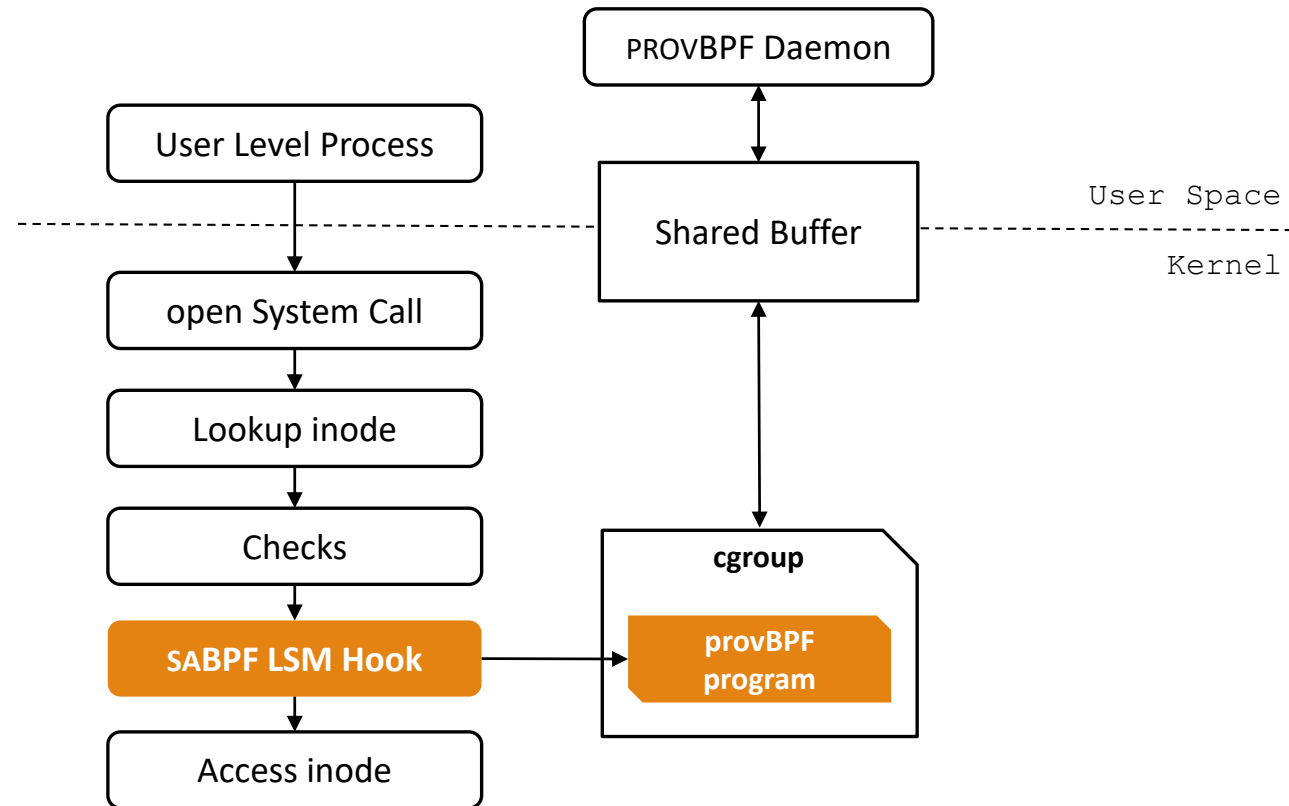 PROVBPF Daemon
User Level Process
User Space
Shared Buffer
Kernel
open System Call
Lookup inode
Checks
cgroup
provBPF
program
SABPF LSM Hook
Access inode